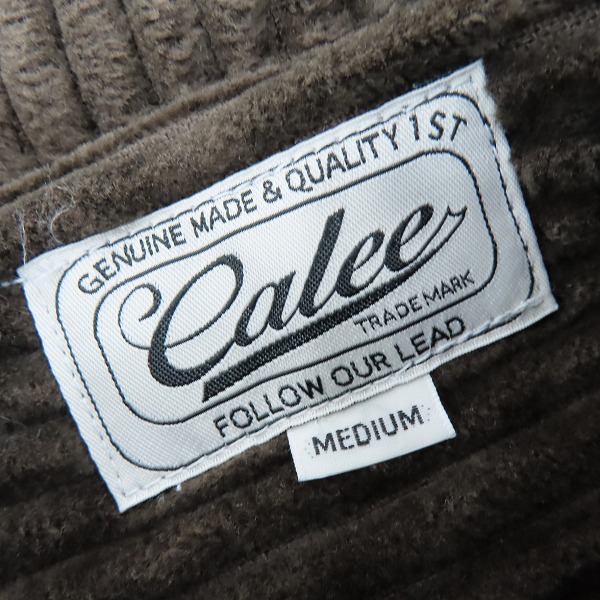 GENUINE MADE & QUALITY 1ST
Calee
TRADE MARK
FOLLOW OUR LEAD
MEDIUM